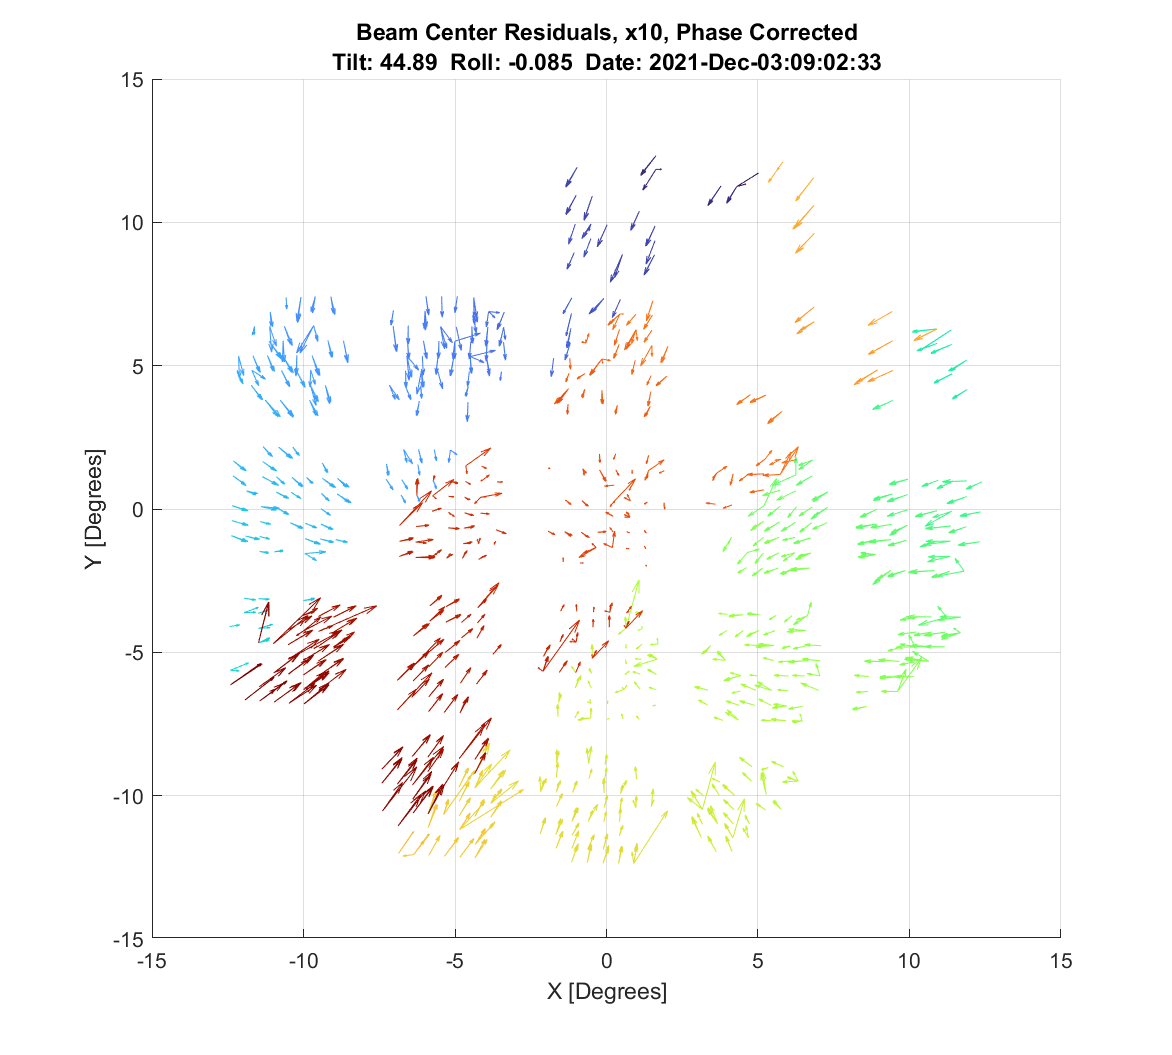 Beam Center Residuals, x10, Phase Corrected
Tilt: 44.89  Roll: -0.085  Date: 2021-Dec-03:09:02:33
15
10
5
0
-5
-10
-15
Y [Degrees]
-15 -10 -5 0 5 10 15
X [Degrees]